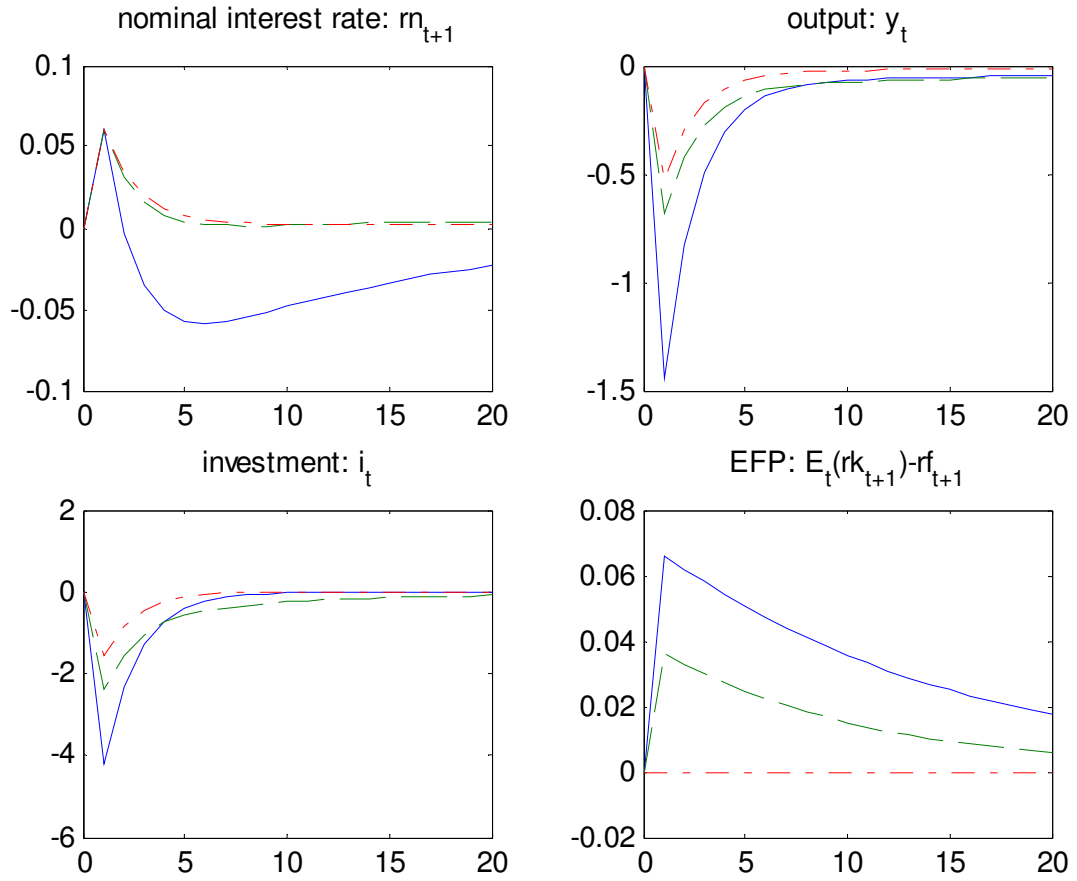 nominal interest rate: rn_{t+1}
0.1
0.05
0
-0.05
-0.1
0 5 10 15 20
output: y_t
0
-0.5
-1
-1.5
0 5 10 15 20
investment: i_t
2
0
-2
-4
-6
0 5 10 15 20
EFP: E_t(rk_{t+1})-rf_{t+1}
0.08
0.06
0.04
0.02
0
-0.02
0 5 10 15 20